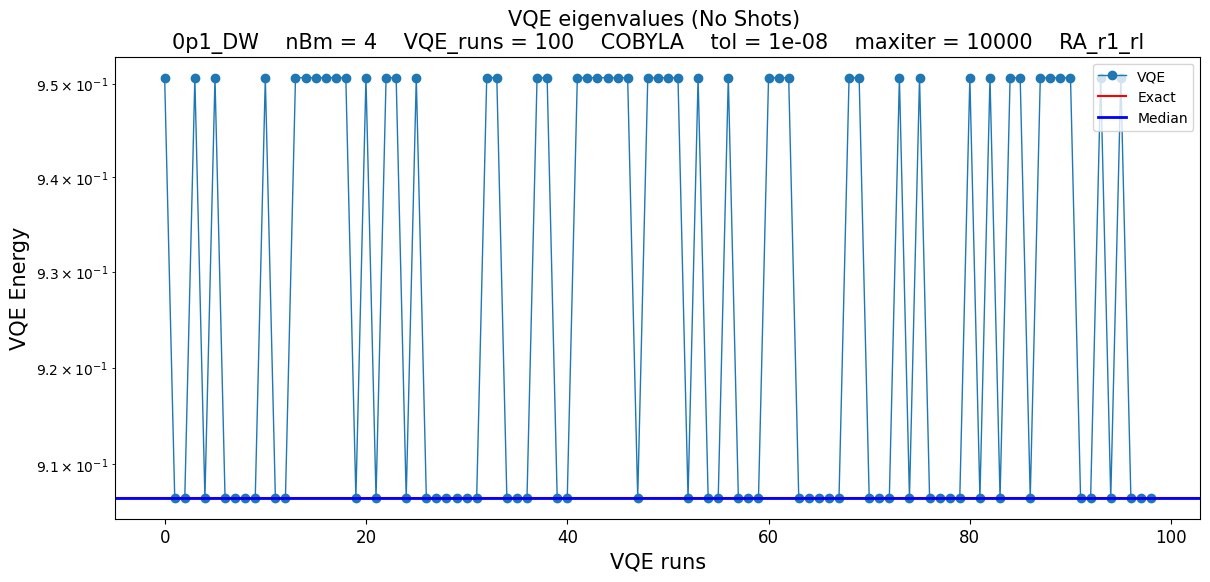 VQE eigenvalues (No Shots)
0p1_DW nBm = 4 VQE_runs = 100 COBYLA tol = 1e-08 maxiter = 10000 RA_r1_rl
VQE
Exact
Median
VQE Energy
9.5 × 10⁻¹
9.4 × 10⁻¹
9.3 × 10⁻¹
9.2 × 10⁻¹
9.1 × 10⁻¹
0 20 40 60 80 100
VQE runs